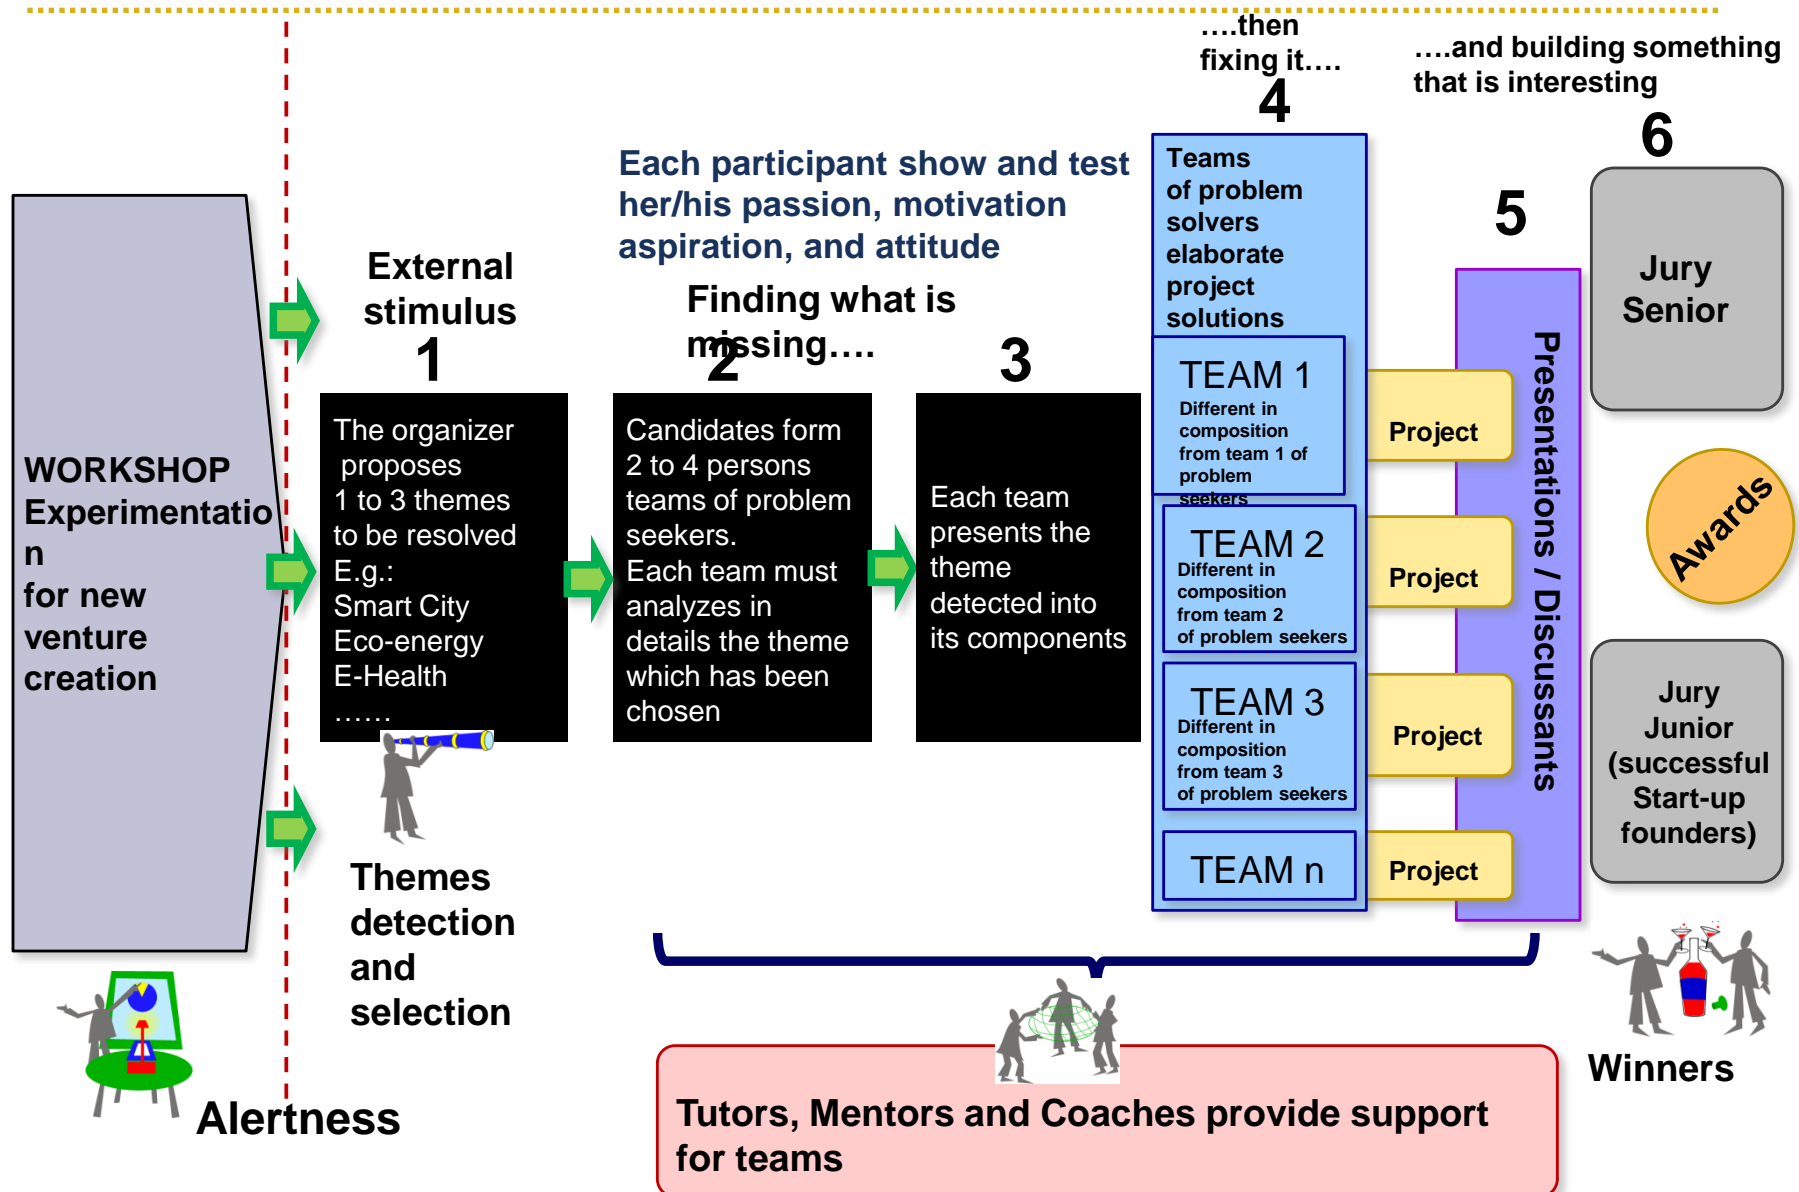 ….then
fixing it….
4
….and building something
that is interesting
6
Each participant show and test
her/his passion, motivation
aspiration, and attitude
External
stimulus
1
Finding what is
missing….
2
3
5
WORKSHOP
Experimentatio
n
for new
venture
creation
The organizer
proposes
1 to 3 themes
to be resolved
E.g.:
Smart City
Eco-energy
E-Health
……
Candidates form
2 to 4 persons
teams of problem
seekers.
Each team must
analyzes in
details the theme
which has been
chosen
Each team
presents the
theme
detected into
its components
Teams
of problem
solvers
elaborate
project
solutions
TEAM 1
Different in
composition
from team 1 of
problem
seekers
TEAM 2
Different in
composition
from team 2
of problem seekers
TEAM 3
Different in
composition
from team 3
of problem seekers
TEAM n
Project
Project
Project
Project
Presentations / Discussants
Jury
Senior
Awards
Jury
Junior
(successful
Start-up
founders)
Winners
Themes
detection
and
selection
Alertness
Tutors, Mentors and Coaches provide support
for teams